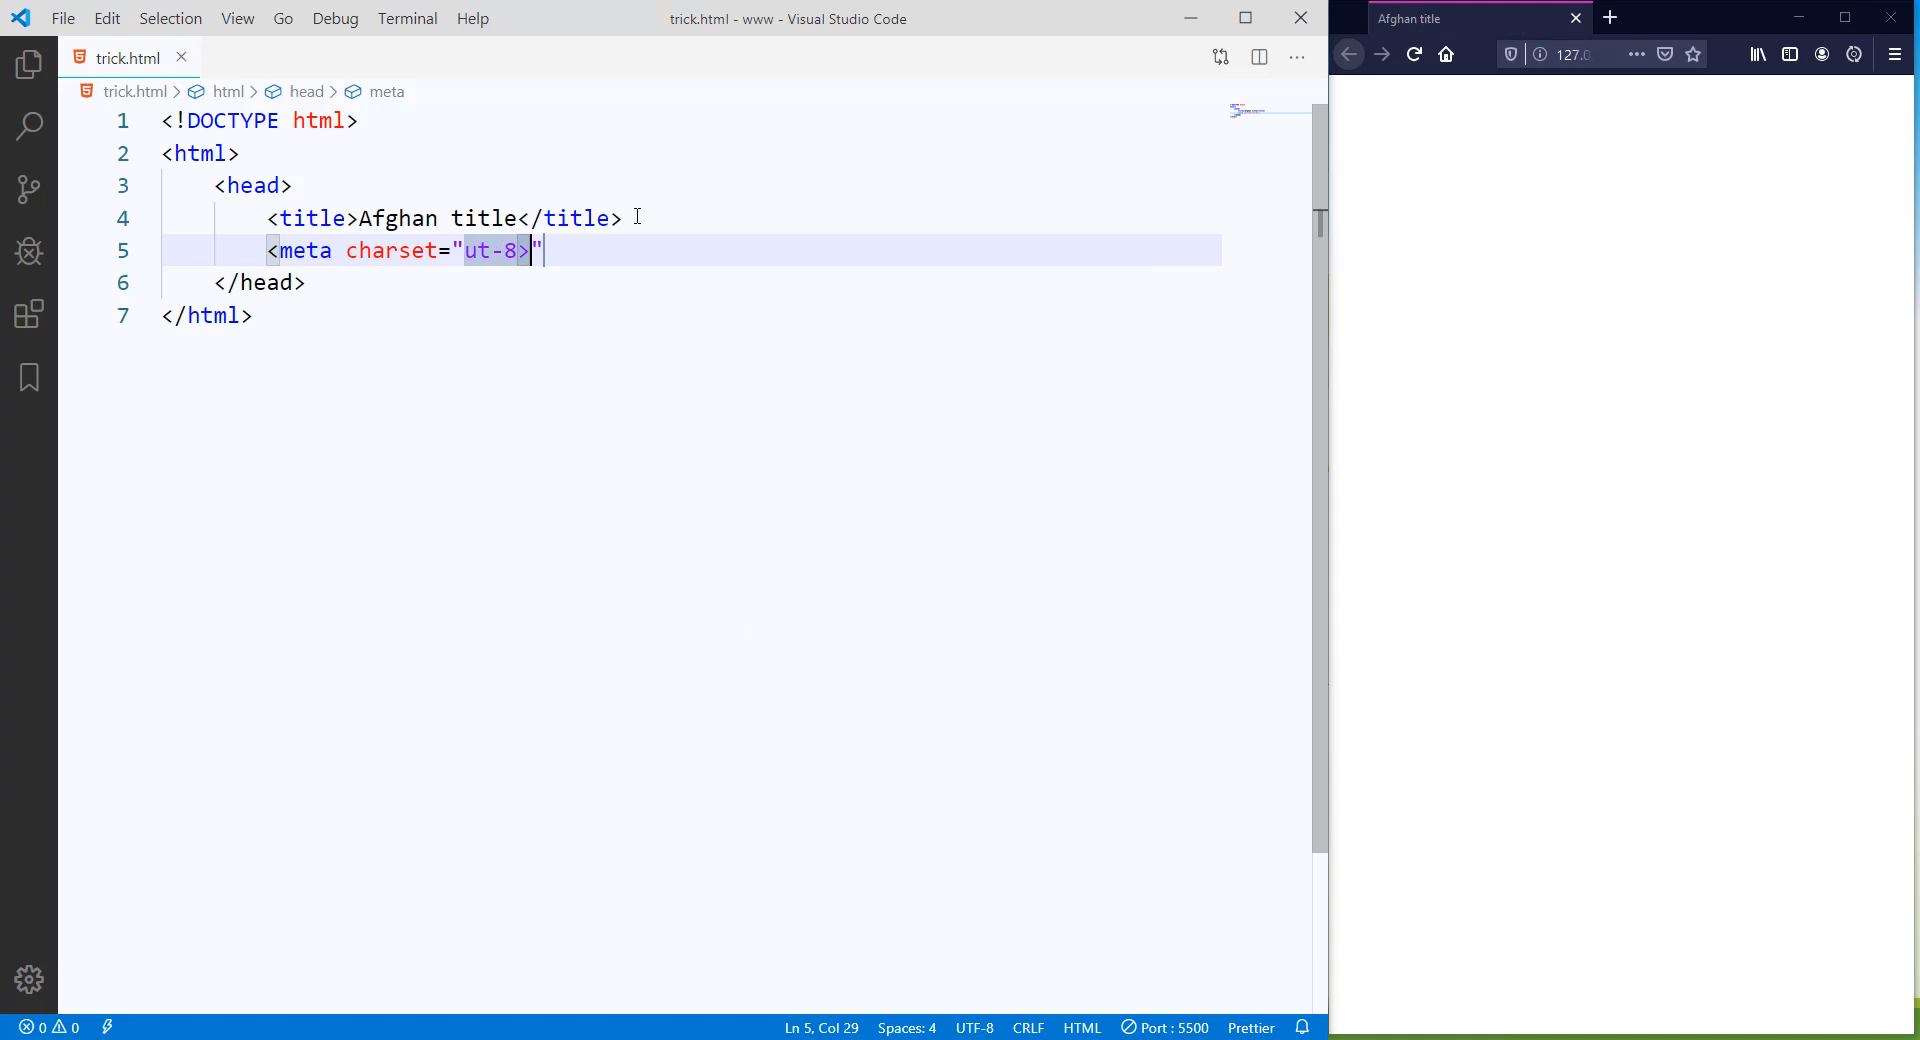 File Edit Selection View Go Debug Terminal Help
trick.html - www - Visual Studio Code
trick.html
trick.html > html > head > meta
1 <!DOCTYPE html>
2 <html>
3 <head>
4 <title>Afghan title</title>
5 <meta charset="ut-8>"
6 </head>
7 </html>
0 0
Ln 5, Col 29 Spaces: 4 UTF-8 CRLF HTML Port : 5500 Prettier
Afghan title
127.0